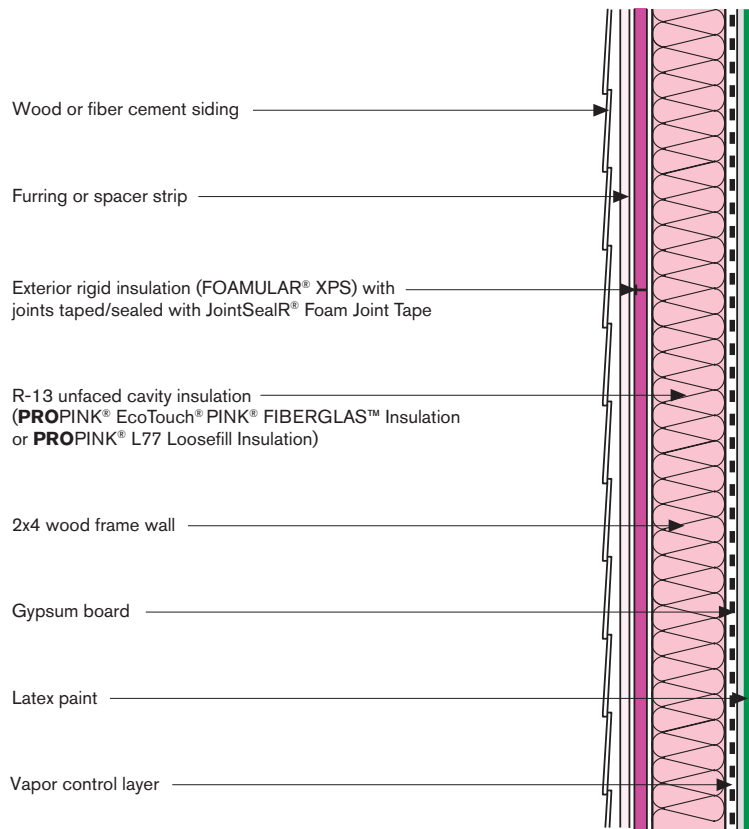 Wood or fiber cement siding
Furring or spacer strip
Exterior rigid insulation (FOAMULAR® XPS) with
joints taped/sealed with JointSealR® Foam Joint Tape
R-13 unfaced cavity insulation
(PROPINK® EcoTouch® PINK® FIBERGLAS™ Insulation
or PROPINK® L77 Loosefill Insulation)
2x4 wood frame wall
Gypsum board
Latex paint
Vapor control layer